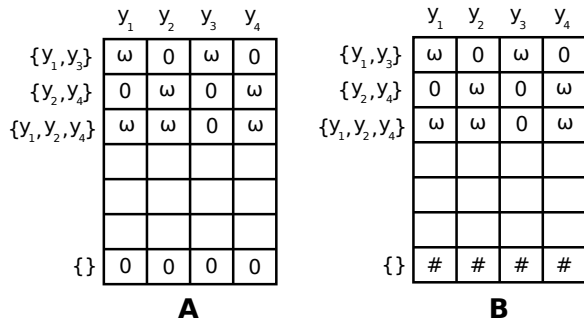 y₁ y₂ y₃ y₄
{y₁,y₃} ω 0 ω 0
{y₂,y₄} 0 ω 0 ω
{y₁,y₂,y₄} ω ω 0 ω
{} 0 0 0 0
A
y₁ y₂ y₃ y₄
{y₁,y₃} ω 0 ω 0
{y₂,y₄} 0 ω 0 ω
{y₁,y₂,y₄} ω ω 0 ω
{} # # # #
B